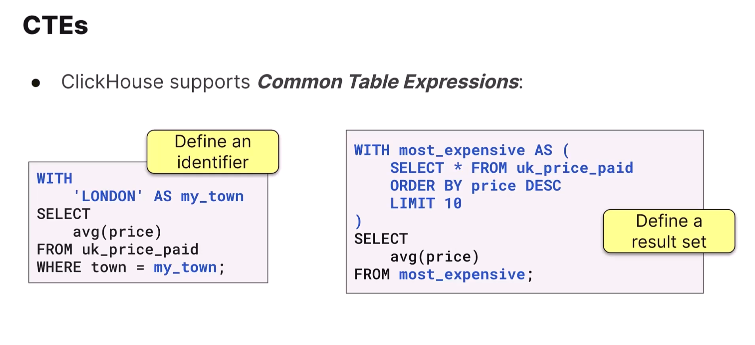 CTEs
● ClickHouse supports Common Table Expressions:
Define an
identifier
WITH
'LONDON' AS my_town
SELECT
avg(price)
FROM uk_price_paid
WHERE town = my_town;
WITH most_expensive AS (
SELECT * FROM uk_price_paid
ORDER BY price DESC
LIMIT 10
)
SELECT
avg(price)
FROM most_expensive;
Define a
result set